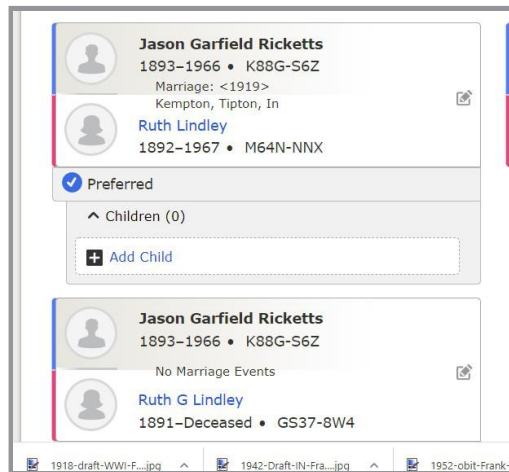 Jason Garfield Ricketts
1893–1966 • K88G-S6Z
Marriage: <1919>
Kempton, Tipton, In
Ruth Lindley
1892–1967 • M64N-NNX
Preferred
Children (0)
Add Child
Jason Garfield Ricketts
1893–1966 • K88G-S6Z
No Marriage Events
Ruth G Lindley
1891–Deceased • GS37-8W4
1918-draft-WWI-F....jpg 1942-Draft-IN-Fra....jpg 1952-obit-Frank-